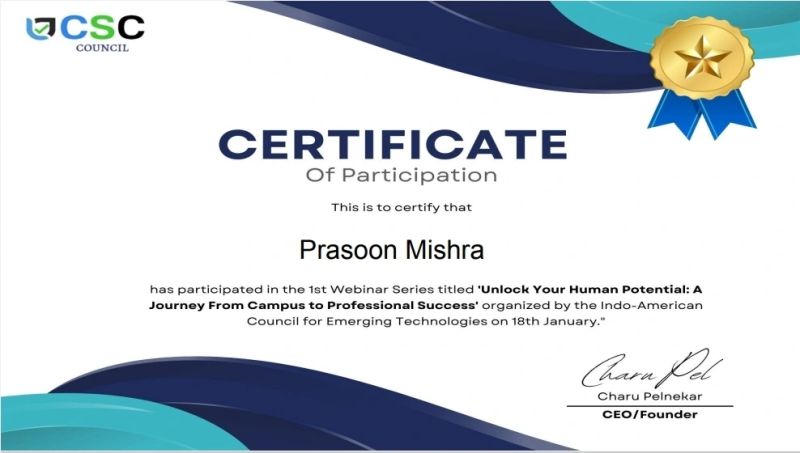 CSC
COUNCIL
CERTIFICATE
Of Participation
This is to certify that
Prasoon Mishra
has participated in the 1st Webinar Series titled 'Unlock Your Human Potential: A
Journey From Campus to Professional Success' organized by the Indo-American
Council for Emerging Technologies on 18th January."
Charu Pel
Charu Pelnekar
CEO/Founder